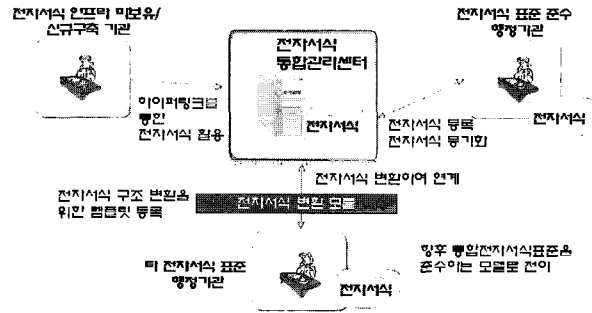 전자서식 인프라 미보유/
신규구축 기관
전자서식
통합관리센터
전자서식
전자서식 표준 준수
행정기관
전자서식
하이퍼링크를
통한
전자서식 활용
전자서식 등록
전자서식 동기화
전자서식 변환하여 연계
전자서식 구조 변환을
위한 템플릿 등록
전자서식 변환 모듈
타 전자서식 표준
행정기관
전자서식
향후 통합전자서식표준을
준수하는 모델로 전이